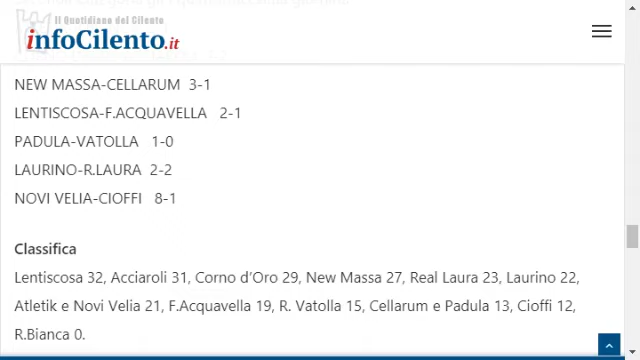 Il Quotidiano del Cilento
infoCilento.it
NEW MASSA-CELLARUM 3-1
LENTISCOSA-F.ACQUAVELLA 2-1
PADULA-VATOLLA 1-0
LAURINO-R.LAURA 2-2
NOVI VELIA-CIOFFI 8-1
Classifica
Lentiscosa 32, Acciaroli 31, Corno d’Oro 29, New Massa 27, Real Laura 23, Laurino 22,
Atletik e Novi Velia 21, F.Acquavella 19, R. Vatolla 15, Cellarum e Padula 13, Cioffi 12,
R.Bianca 0.